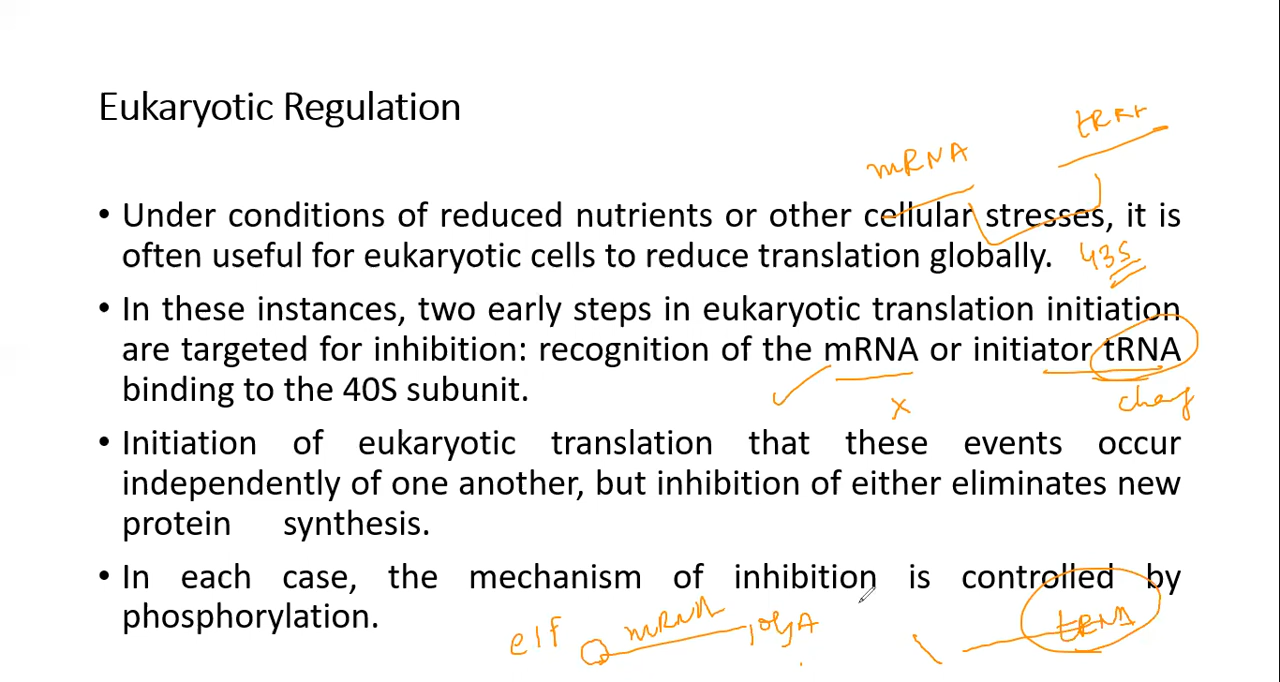 Eukaryotic Regulation
tRNA
mRNA
• Under conditions of reduced nutrients or other cellular stresses, it is
often useful for eukaryotic cells to reduce translation globally.
43S
• In these instances, two early steps in eukaryotic translation initiation
are targeted for inhibition: recognition of the mRNA or initiator tRNA
binding to the 40S subunit.
x
• Initiation of eukaryotic translation that these events occur
independently of one another, but inhibition of either eliminates new
protein synthesis.
• In each case, the mechanism of inhibition is controlled by
phosphorylation.
eIf mRNA polyA tRNA